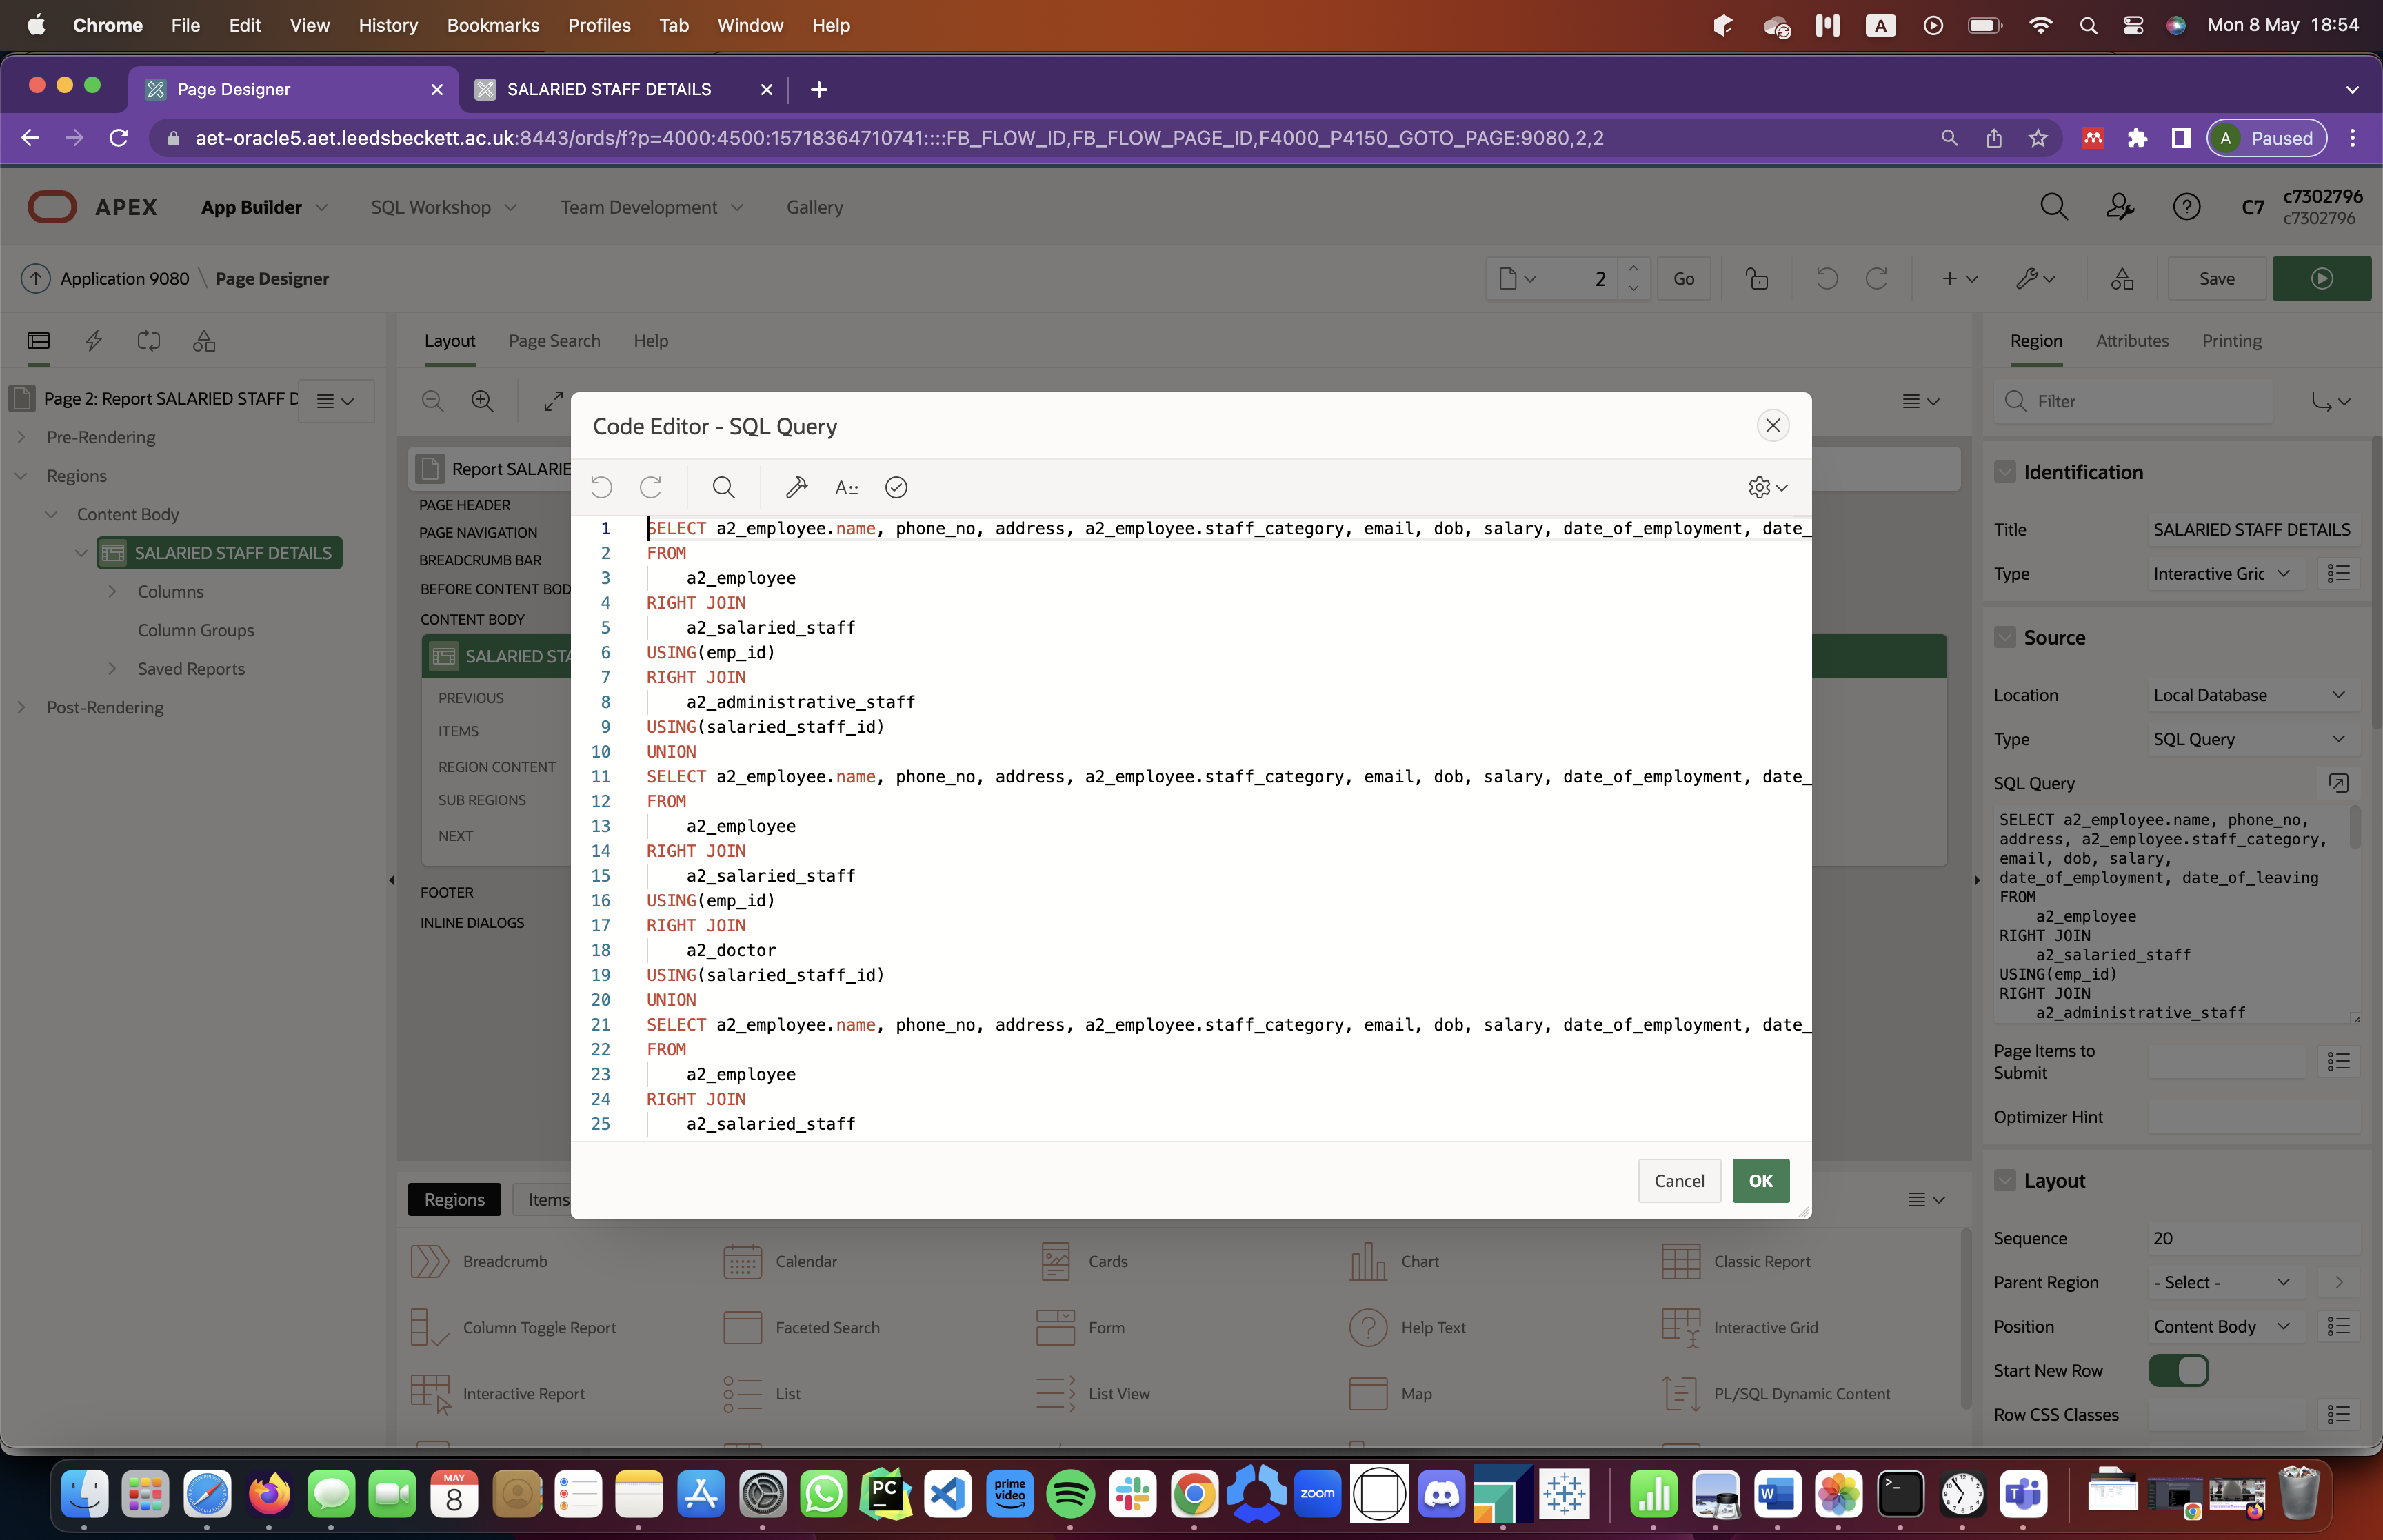 Chrome File Edit View History Bookmarks Profiles Tab Window Help
A
Mon 8 May 18:54
Page Designer
SALARIED STAFF DETAILS
aet-oracle5.aet.leedsbeckett.ac.uk:8443/ords/f?p=4000:4500:15718364710741::::FB_FLOW_ID,FB_FLOW_PAGE_ID,F4000_P4150_GOTO_PAGE:9080,2,2
A Paused
APEX App Builder SQL Workshop Team Development Gallery
C7 c7302796
c7302796
Application 9080 \ Page Designer
2 Go
Save
Layout Page Search Help
Region Attributes Printing
Page 2: Report SALARIED STAFF D
Pre-Rendering
Regions
Content Body
SALARIED STAFF DETAILS
Columns
Column Groups
Saved Reports
Post-Rendering
Report SALARIE
PAGE HEADER
PAGE NAVIGATION
BREADCRUMB BAR
BEFORE CONTENT BOD
CONTENT BODY
SALARIED STA
PREVIOUS
ITEMS
REGION CONTENT
SUB REGIONS
NEXT
FOOTER
INLINE DIALOGS
Code Editor - SQL Query
A::
1 SELECT a2_employee.name, phone_no, address, a2_employee.staff_category, email, dob, salary, date_of_employment, date_
2 FROM
3 a2_employee
4 RIGHT JOIN
5 a2_salaried_staff
6 USING(emp_id)
7 RIGHT JOIN
8 a2_administrative_staff
9 USING(salaried_staff_id)
10 UNION
11 SELECT a2_employee.name, phone_no, address, a2_employee.staff_category, email, dob, salary, date_of_employment, date_
12 FROM
13 a2_employee
14 RIGHT JOIN
15 a2_salaried_staff
16 USING(emp_id)
17 RIGHT JOIN
18 a2_doctor
19 USING(salaried_staff_id)
20 UNION
21 SELECT a2_employee.name, phone_no, address, a2_employee.staff_category, email, dob, salary, date_of_employment, date_
22 FROM
23 a2_employee
24 RIGHT JOIN
25 a2_salaried_staff
Cancel OK
Filter
Identification
Title SALARIED STAFF DETAILS
Type Interactive Gric
Source
Location Local Database
Type SQL Query
SQL Query
SELECT a2_employee.name, phone_no,
address, a2_employee.staff_category,
email, dob, salary,
date_of_employment, date_of_leaving
FROM
a2_employee
RIGHT JOIN
a2_salaried_staff
USING(emp_id)
RIGHT JOIN
a2_administrative_staff
Page Items to
Submit
Optimizer Hint
Layout
Sequence 20
Parent Region - Select -
Position Content Body
Start New Row
Row CSS Classes
Regions Items
Breadcrumb Calendar Cards Chart Classic Report
Column Toggle Report Faceted Search Form Help Text Interactive Grid
Interactive Report List List View Map PL/SQL Dynamic Content
MAY
8
PC
prime
video
zoom
W
T